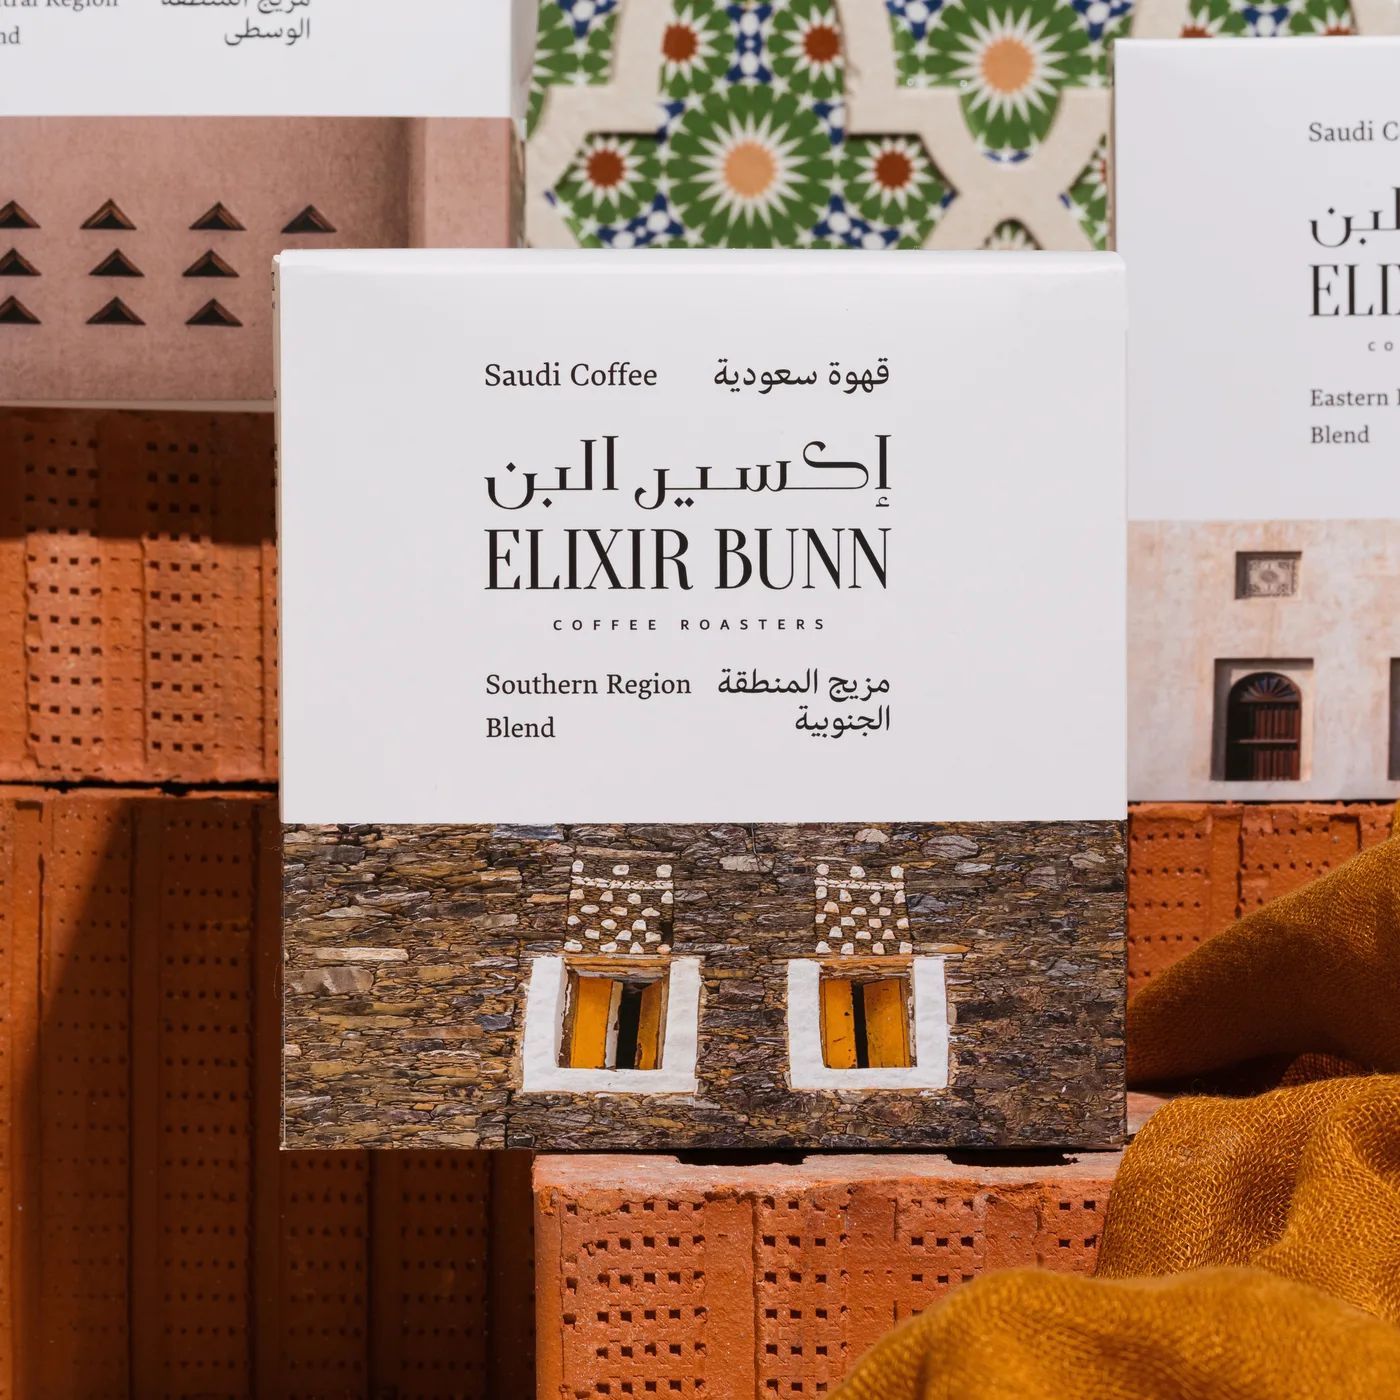 Region
الوسطى
Saudi Coffee قهوة سعودية
إكسير البن
ELIXIR BUNN
COFFEE ROASTERS
Southern Region مزيج المنطقة
Blend الجنوبية
Saudi
Eastern
Blend